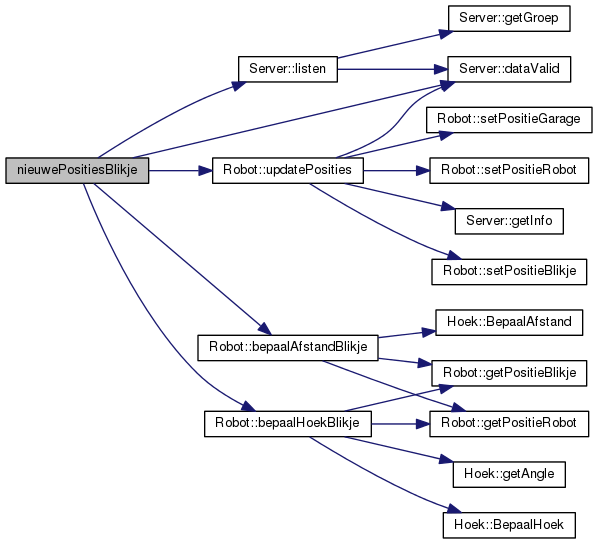 Server::getGroep
Server::listen
Server::dataValid
Robot::setPositieGarage
nieuwePositiesBlikje
Robot::updatePosities
Robot::setPositieRobot
Server::getInfo
Robot::setPositieBlikje
Hoek::BepaalAfstand
Robot::bepaalAfstandBlikje
Robot::getPositieBlikje
Robot::bepaalHoekBlikje
Robot::getPositieRobot
Hoek::getAngle
Hoek::BepaalHoek